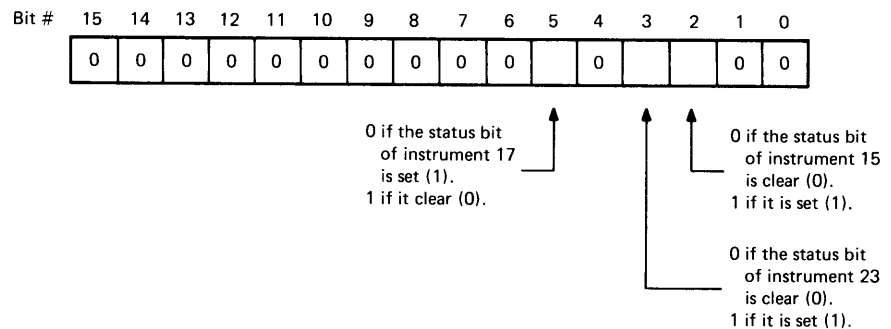 Bit # 15 14 13 12 11 10 9 8 7 6 5 4 3 2 1 0
0 0 0 0 0 0 0 0 0 0 0 0 0
0 if the status bit
of instrument 17
is set (1).
1 if it clear (0).
0 if the status bit
of instrument 15
is clear (0).
1 if it is set (1).
0 if the status bit
of instrument 23
is clear (0).
1 if it is set (1).